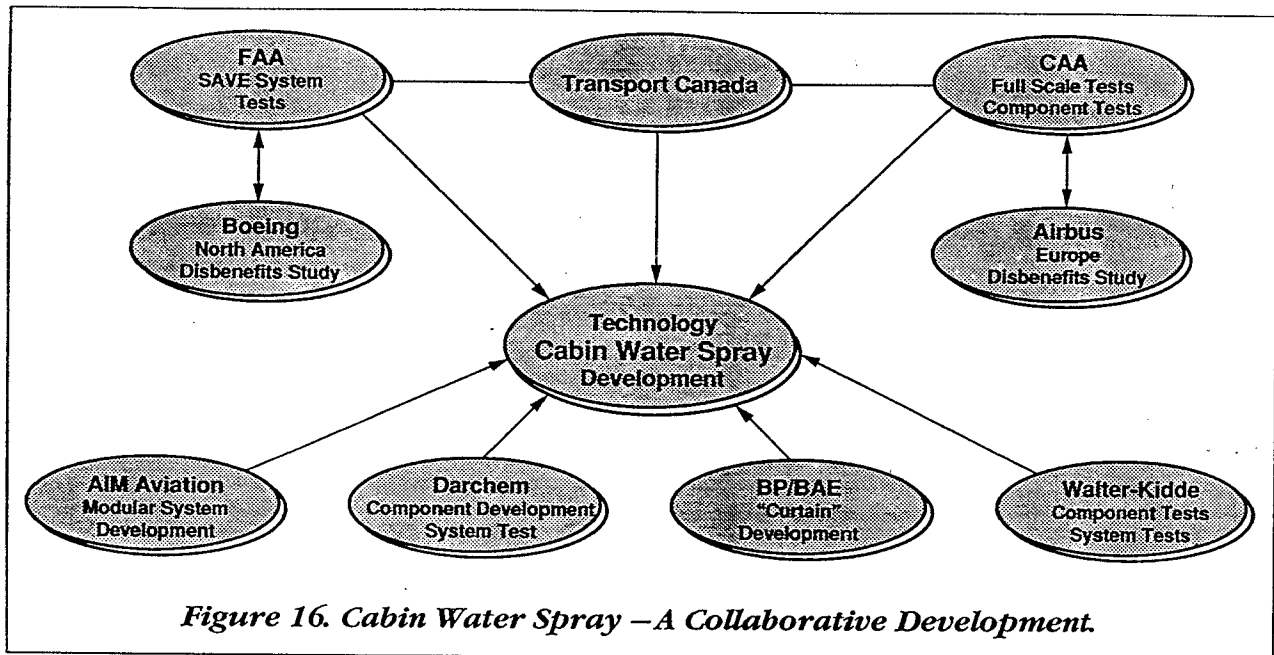 FAA
SAVE System
Tests
Transport Canada
CAA
Full Scale Tests
Component Tests
Boeing
North America
Disbenefits Study
Airbus
Europe
Disbenefits Study
Technology
Cabin Water Spray
Development
AIM Aviation
Modular System
Development
Darchem
Component Development
System Test
BP/BAE
"Curtain"
Development
Walter-Kidde
Component Tests
System Tests
Figure 16. Cabin Water Spray – A Collaborative Development.